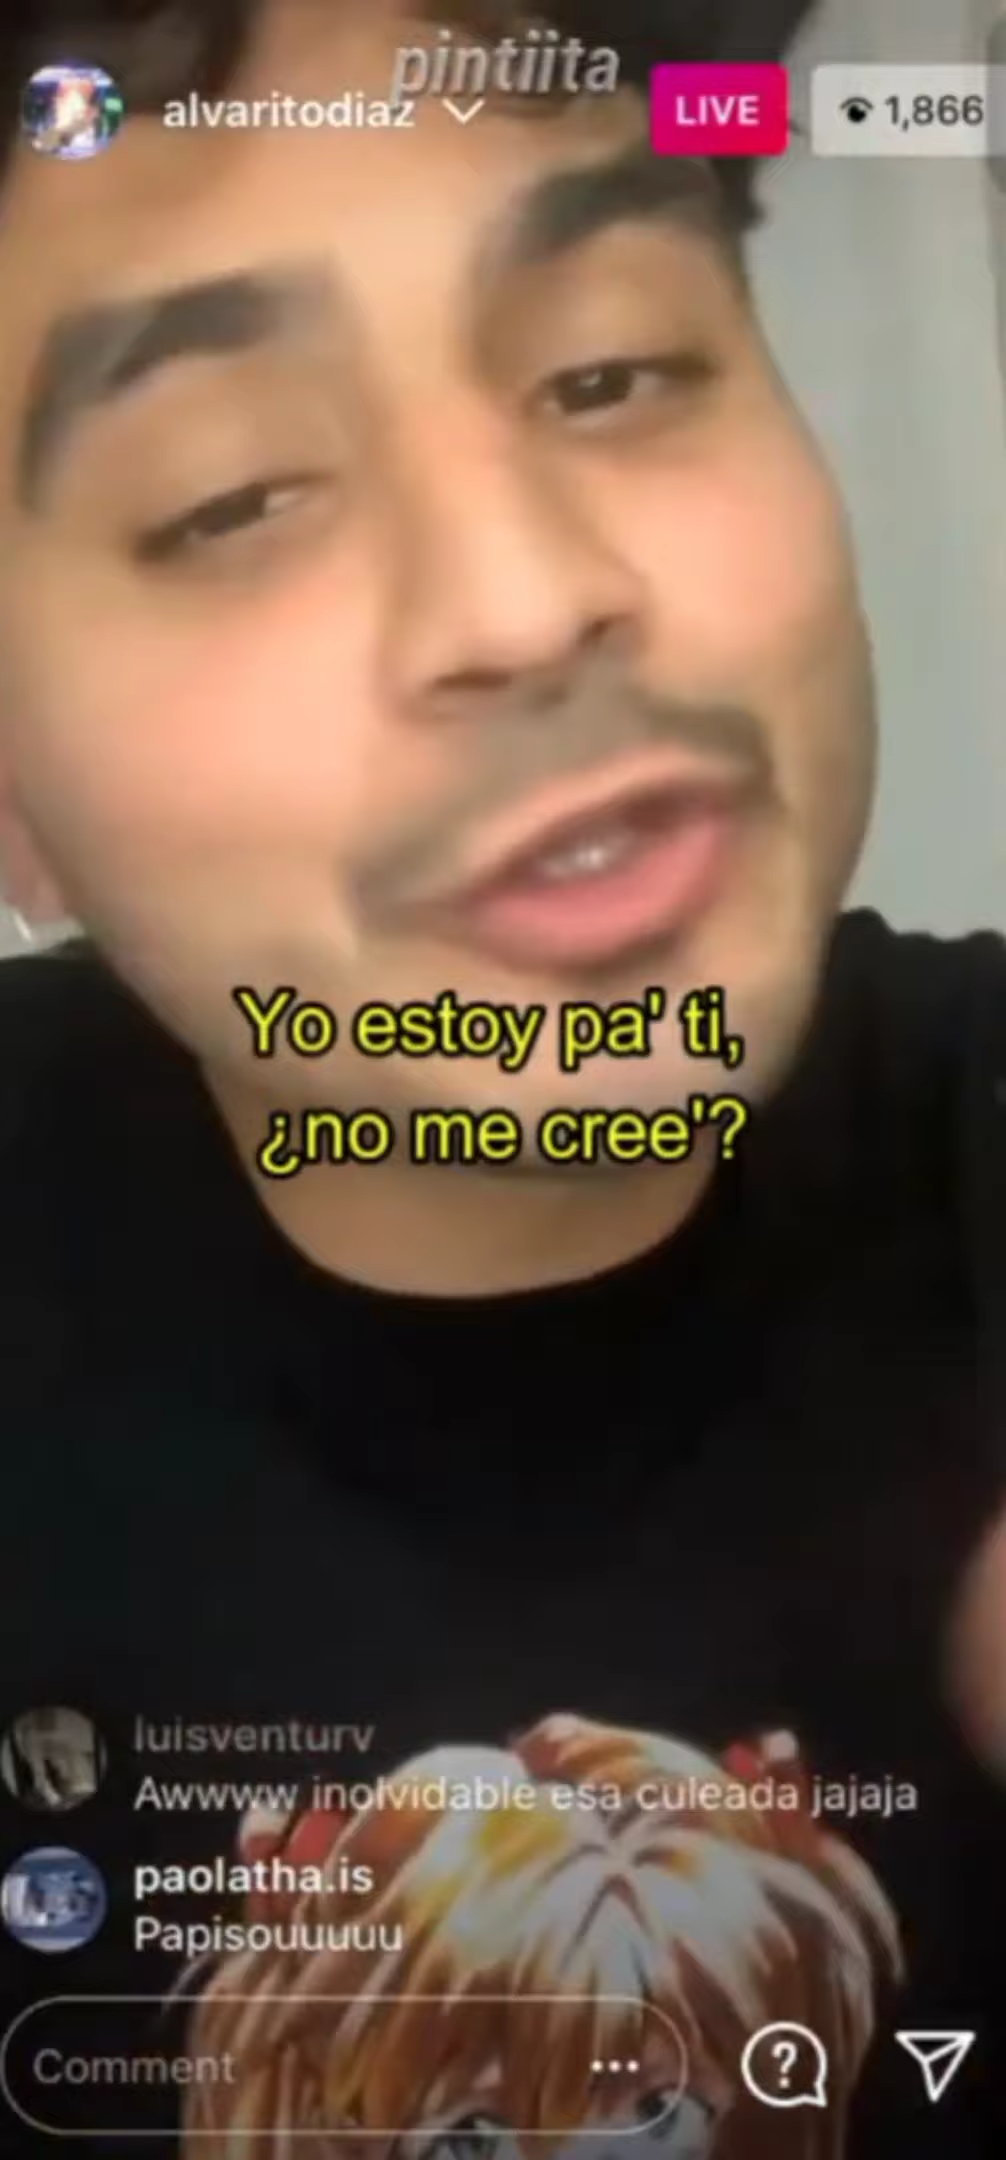 pintiita
alvaritodiaz
LIVE
1,866
Yo estoy pa' ti,
¿no me cree'?
luisventurv
Awwww inolvidable esa culeada jajaja
paolatha.is
Papisouuuuu
Comment